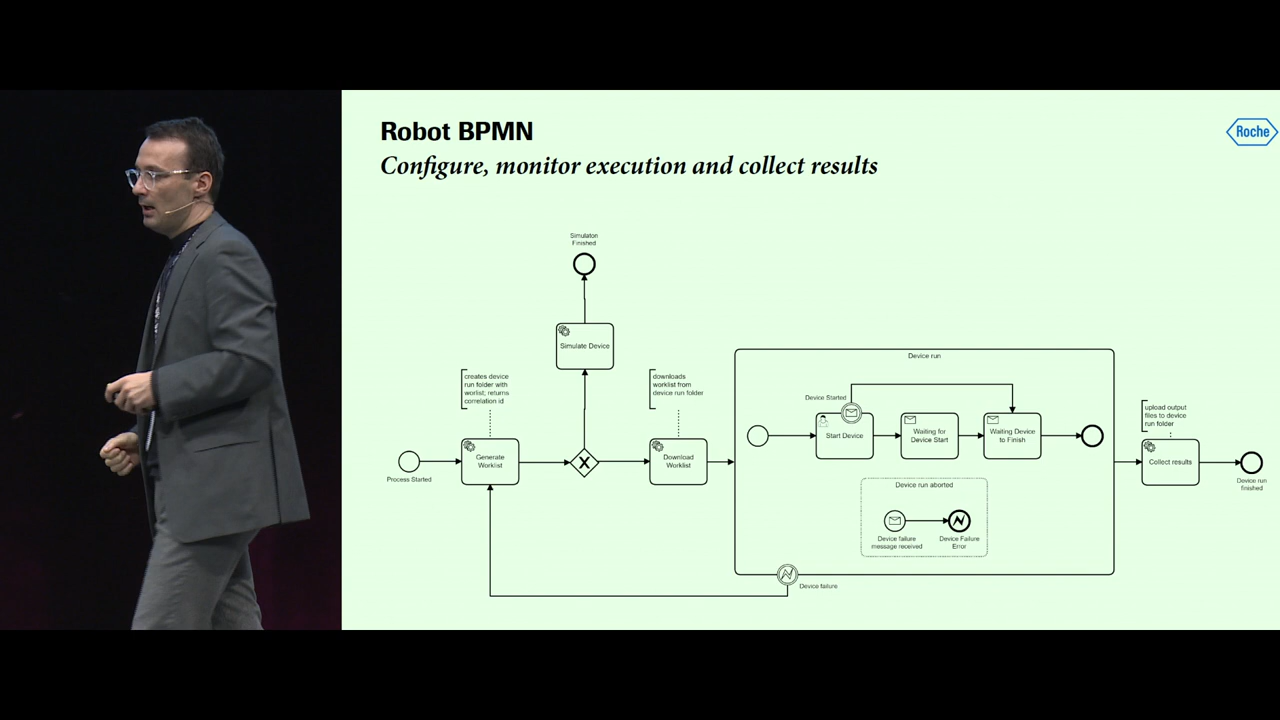 Robot BPMN
Configure, monitor execution and collect results
Roche
Simulaton
Finished
Simulate Device
Device run
creates device
run folder with
worlist; returns
correlation id
downloads
worklist from
device run folder
Device Started
upload output
files to device
run folder
Start Device
Waiting for
Device Start
Waiting Device
to Finish
Process Started
Generate
Worklist
X
Download
Worklist
Collect results
Device run
finished
Device run aborted
Device failure
message received
Device Failure
Error
Device failure